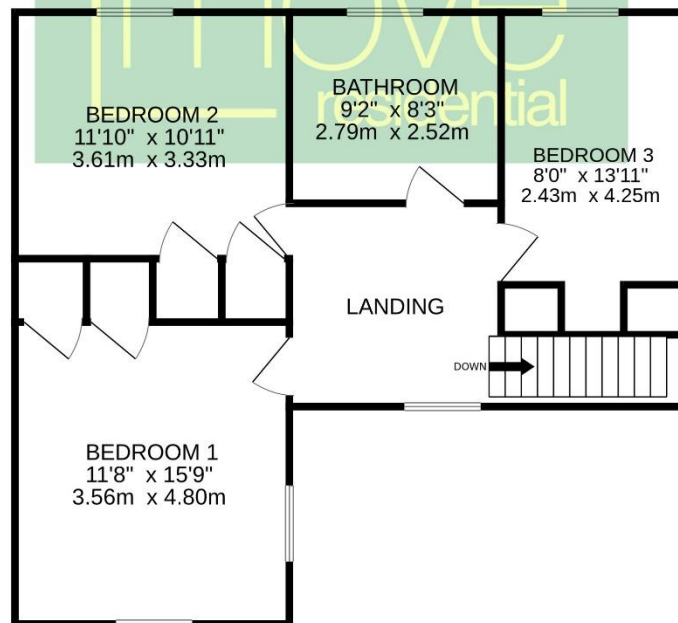 move
residential
BEDROOM 2
11'10" x 10'11"
3.61m x 3.33m
BATHROOM
9'2" x 8'3"
2.79m x 2.52m
BEDROOM 3
8'0" x 13'11"
2.43m x 4.25m
LANDING
DOWN
BEDROOM 1
11'8" x 15'9"
3.56m x 4.80m